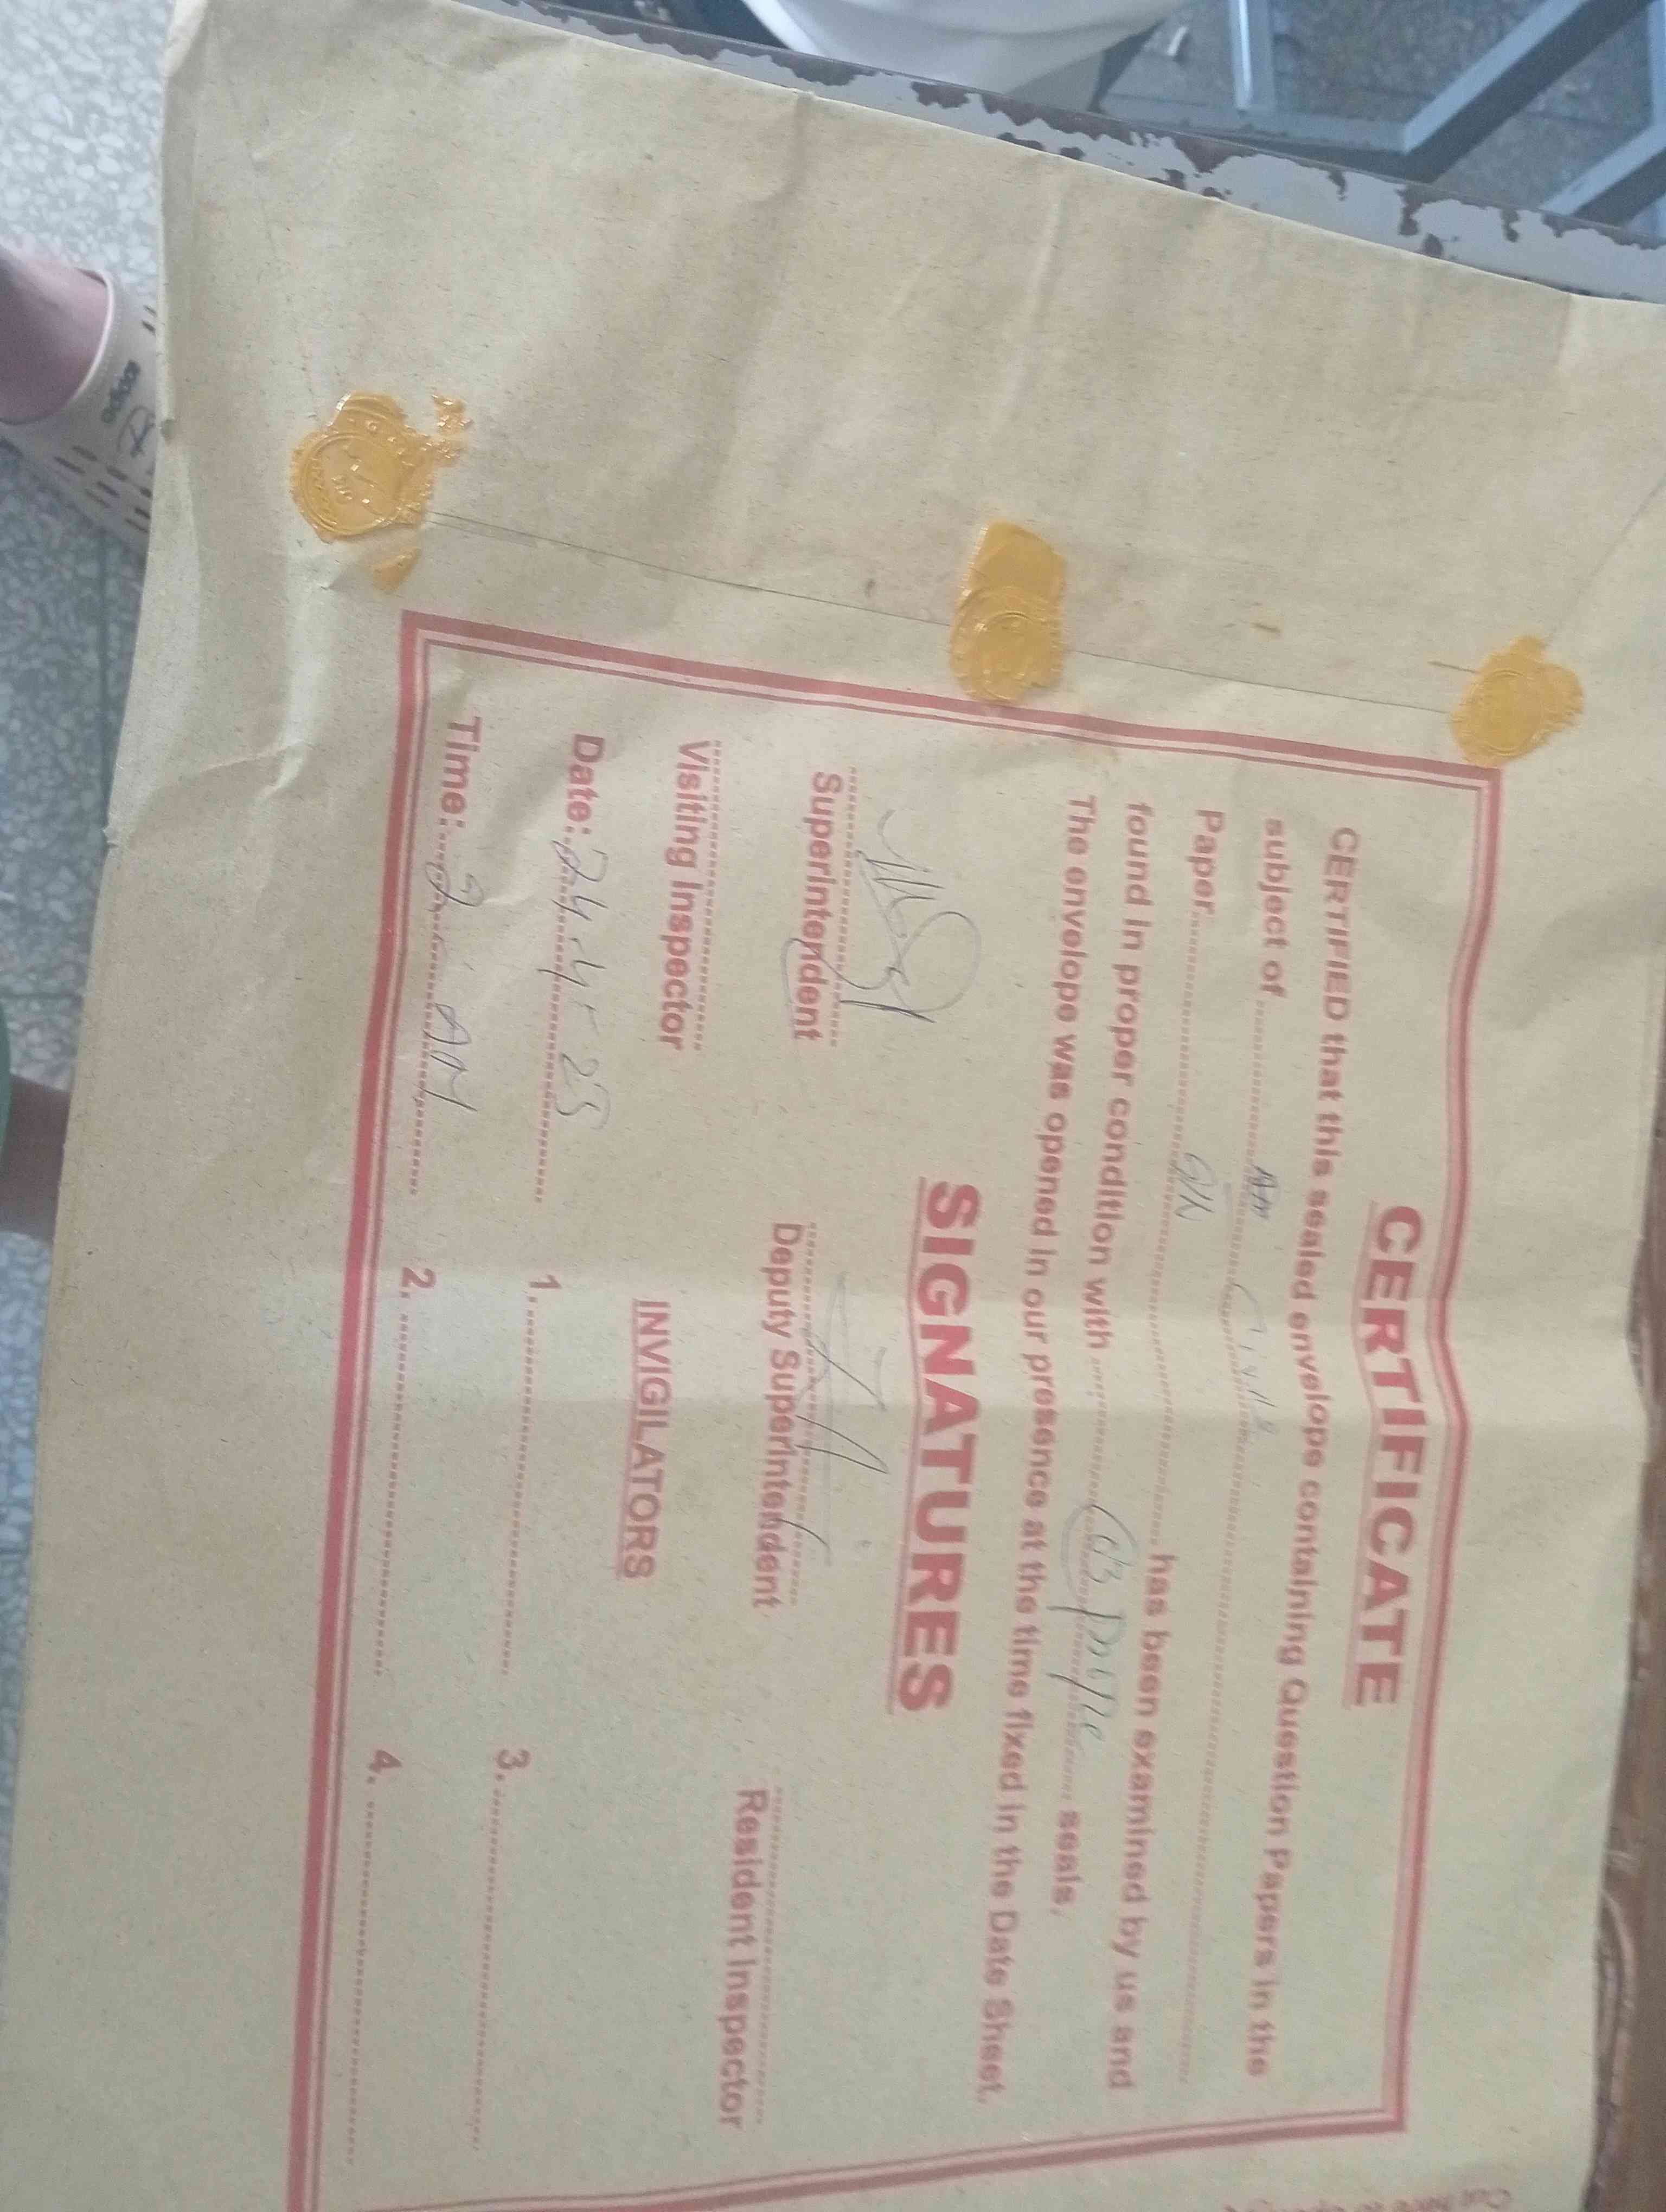 CERTIFICATE
CERTIFIED that this sealed envelope containing Question Papers in the
subject of ........ Civics ........
Paper ........ has been examined by us and
found in proper condition with ........ seals.
The envelope was opened in our presence at the time fixed in the Date Sheet.
SIGNATURES
Superintendent Deputy Superintendent Resident Inspector
Visiting Inspector
INVIGILATORS
Date: 24-4-25 1. ........ 3. ........
Time: 2 : AM 2. ........ 4. ........